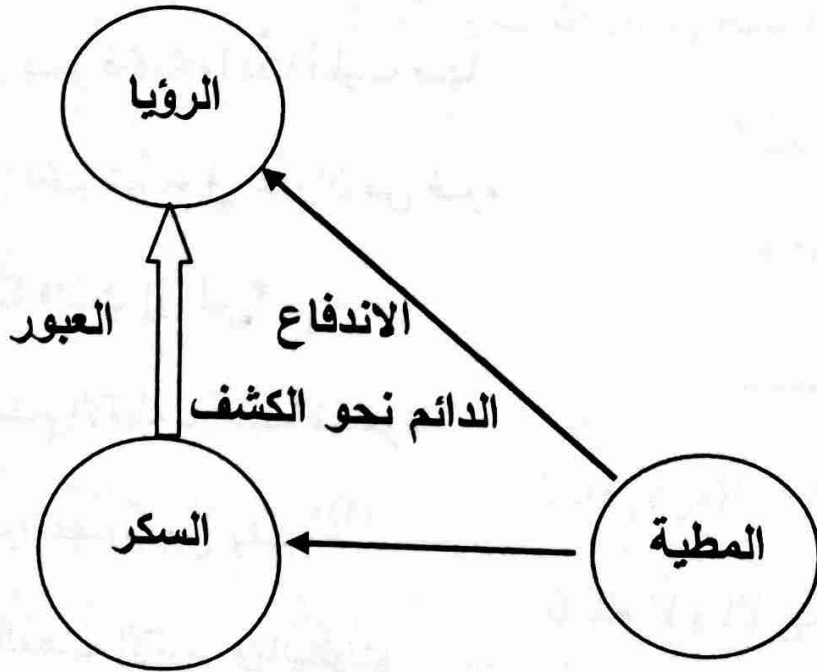 الرؤيا
العبور
الاندفاع
الدائم نحو الكشف
السكر
المطية